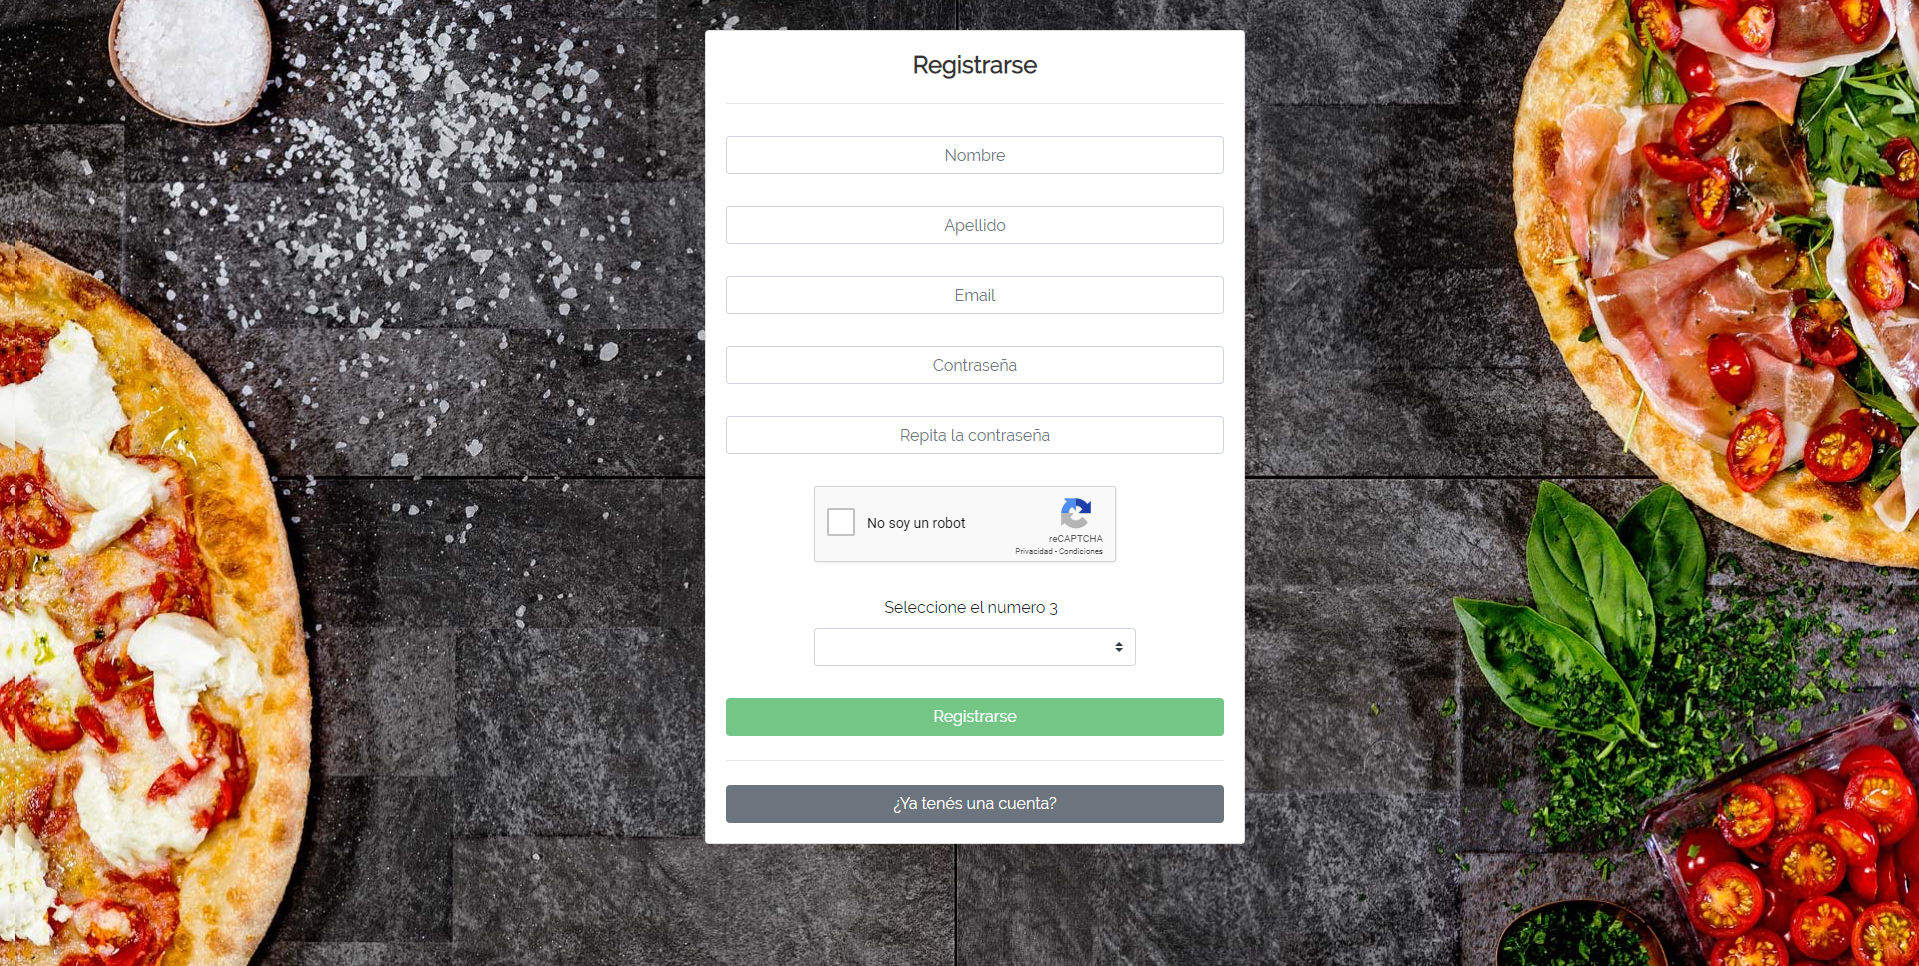 Registrarse
Nombre
Apellido
Email
Contraseña
Repita la contraseña
No soy un robot
reCAPTCHA
Privacidad - Condiciones
Seleccione el numero 3
Registrarse
¿Ya tenés una cuenta?